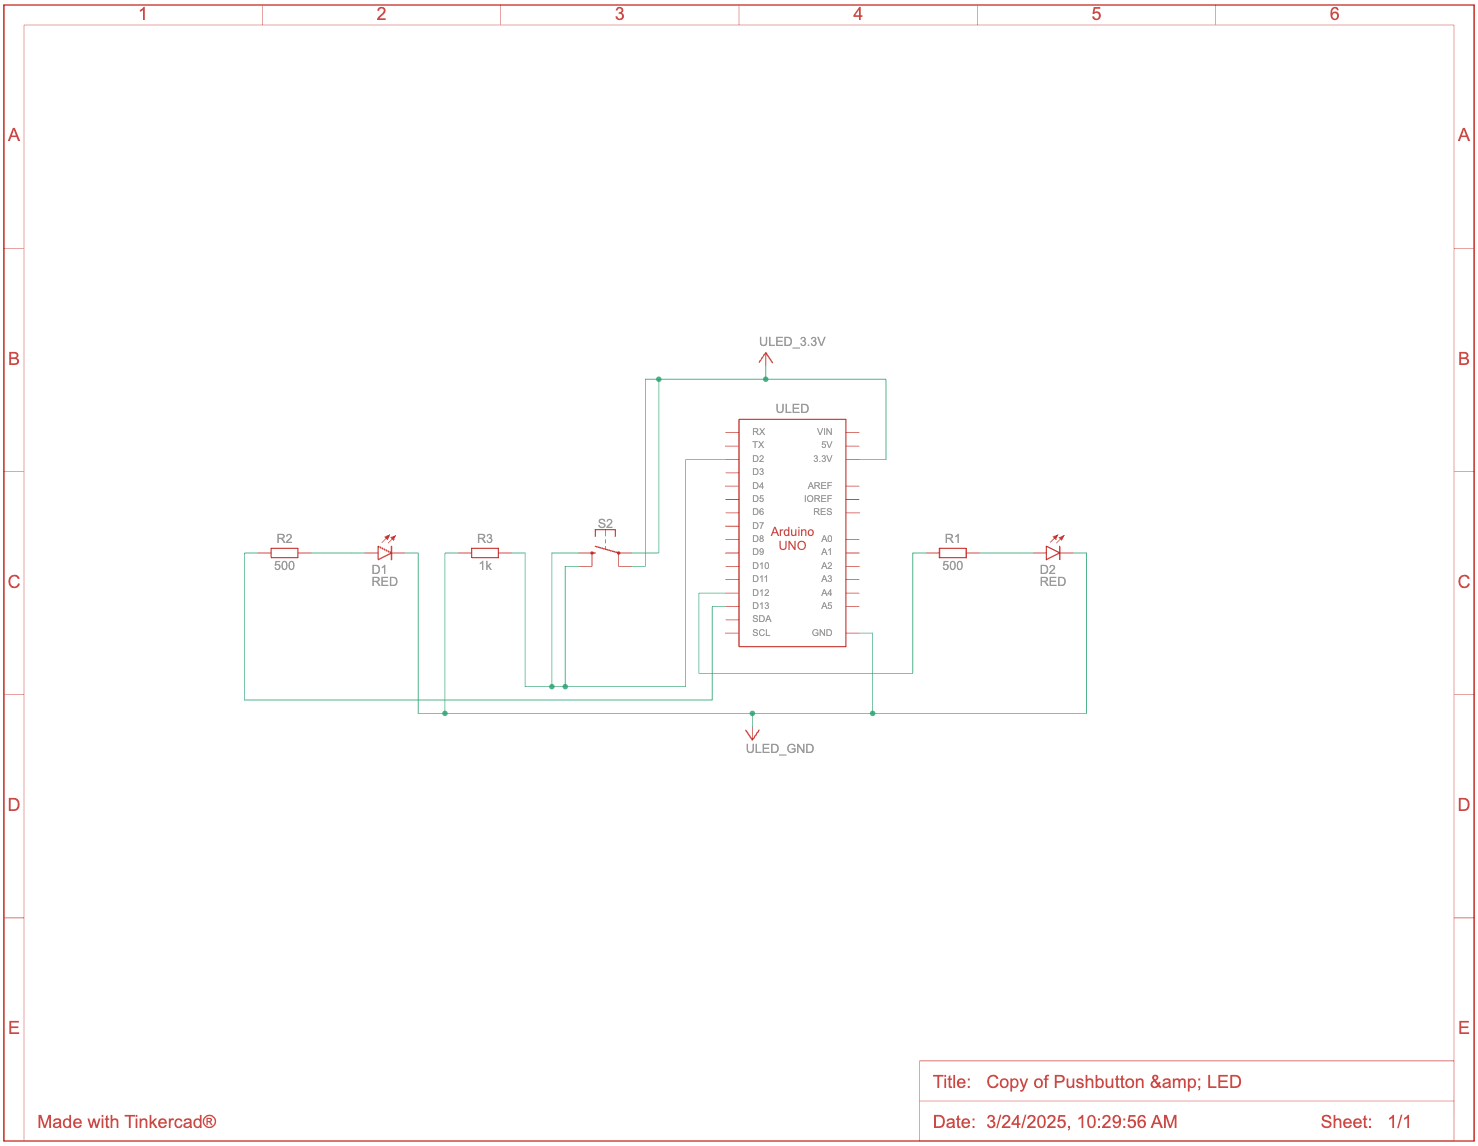 1 2 3 4 5 6
A A
ULED_3.3V
B B
ULED
RX VIN
TX 5V
D2 3.3V
D3
D4 AREF
D5 IOREF
D6 RES
D7
Arduino
UNO
D8 A0
D9 A1
D10 A2
D11 A3
D12 A4
D13 A5
SDA
SCL GND
S2
R2
500
D1
RED
R3
1k
R1
500
D2
RED
C C
ULED_GND
D D
E E
Title: Copy of Pushbutton &amp; LED
Made with Tinkercad®
Date: 3/24/2025, 10:29:56 AM Sheet: 1/1